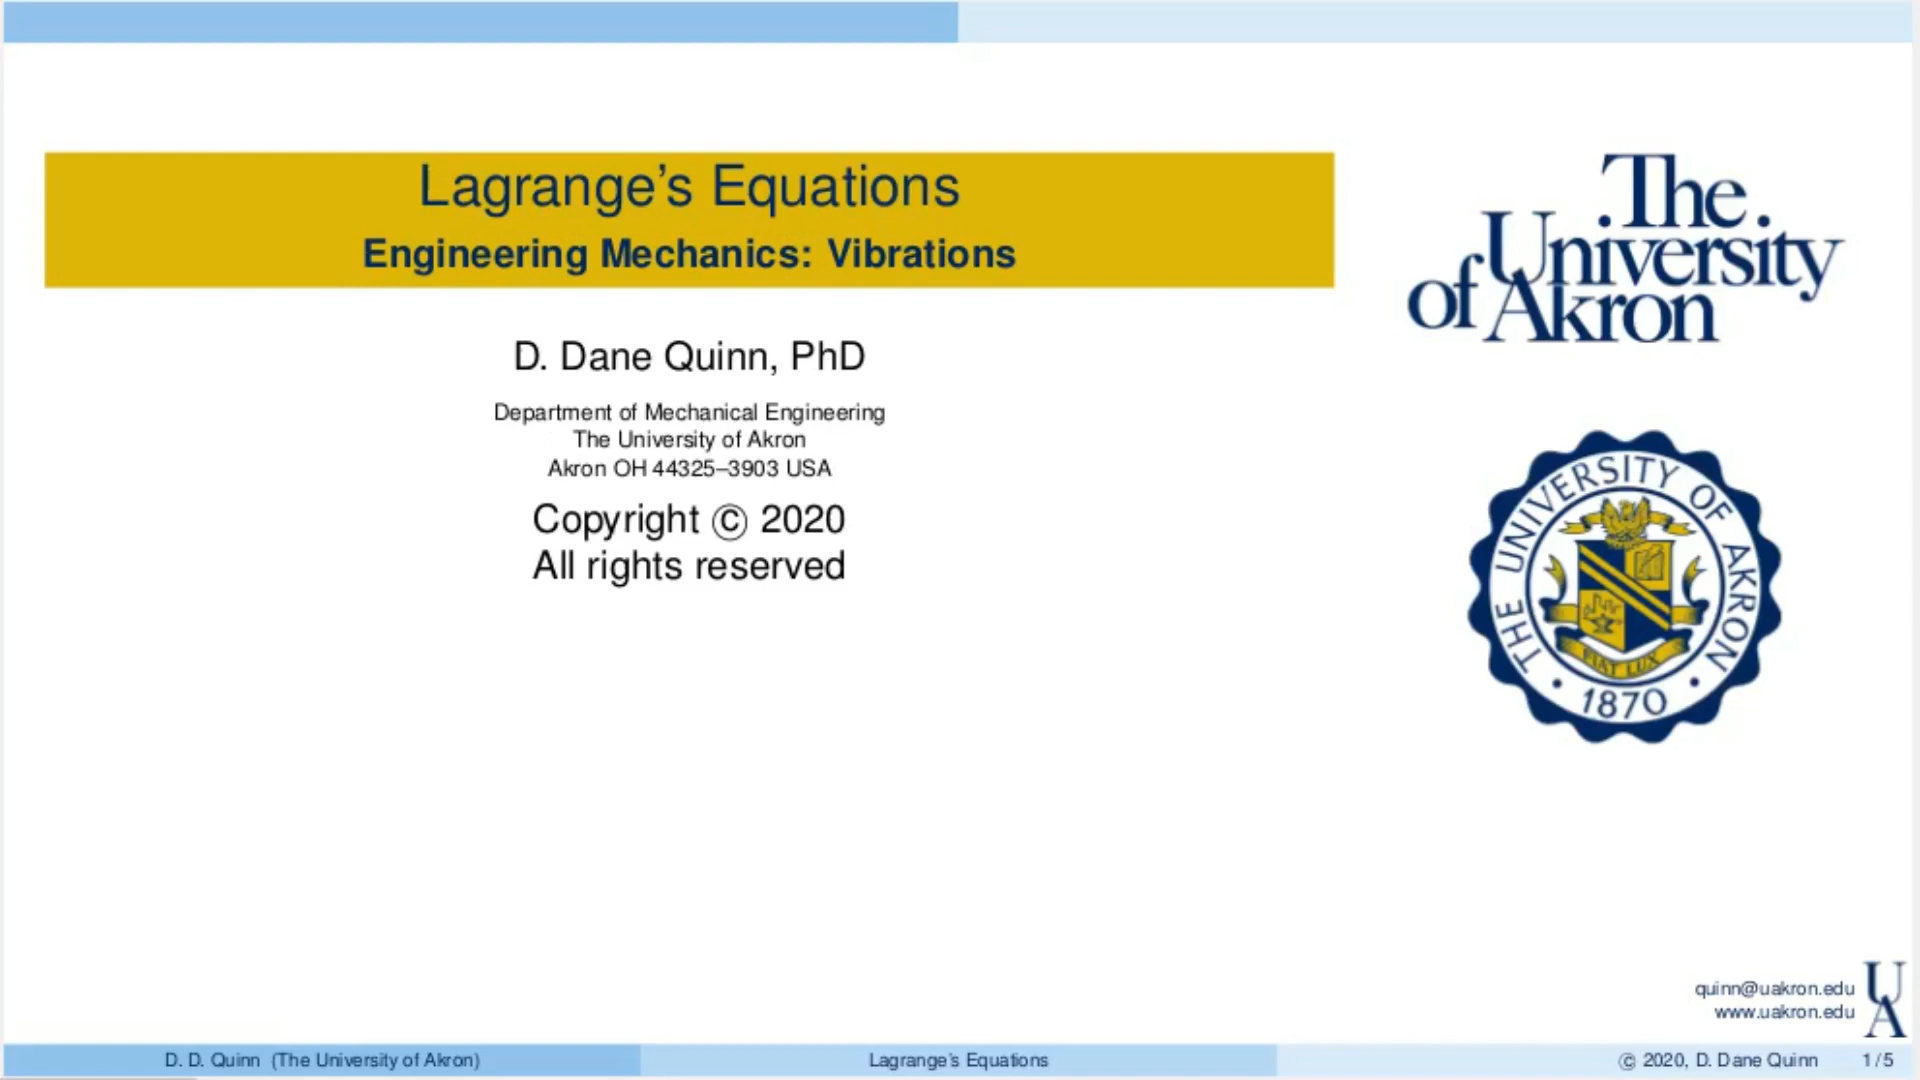 Lagrange's Equations
Engineering Mechanics: Vibrations
D. Dane Quinn, PhD
Department of Mechanical Engineering
The University of Akron
Akron OH 44325–3903 USA
Copyright © 2020
All rights reserved
The
University
of Akron
THE UNIVERSITY OF AKRON
FIAT LUX
1870
quinn@uakron.edu
www.uakron.edu
UA
D. D. Quinn (The University of Akron)
Lagrange's Equations
© 2020, D. Dane Quinn 1 / 5